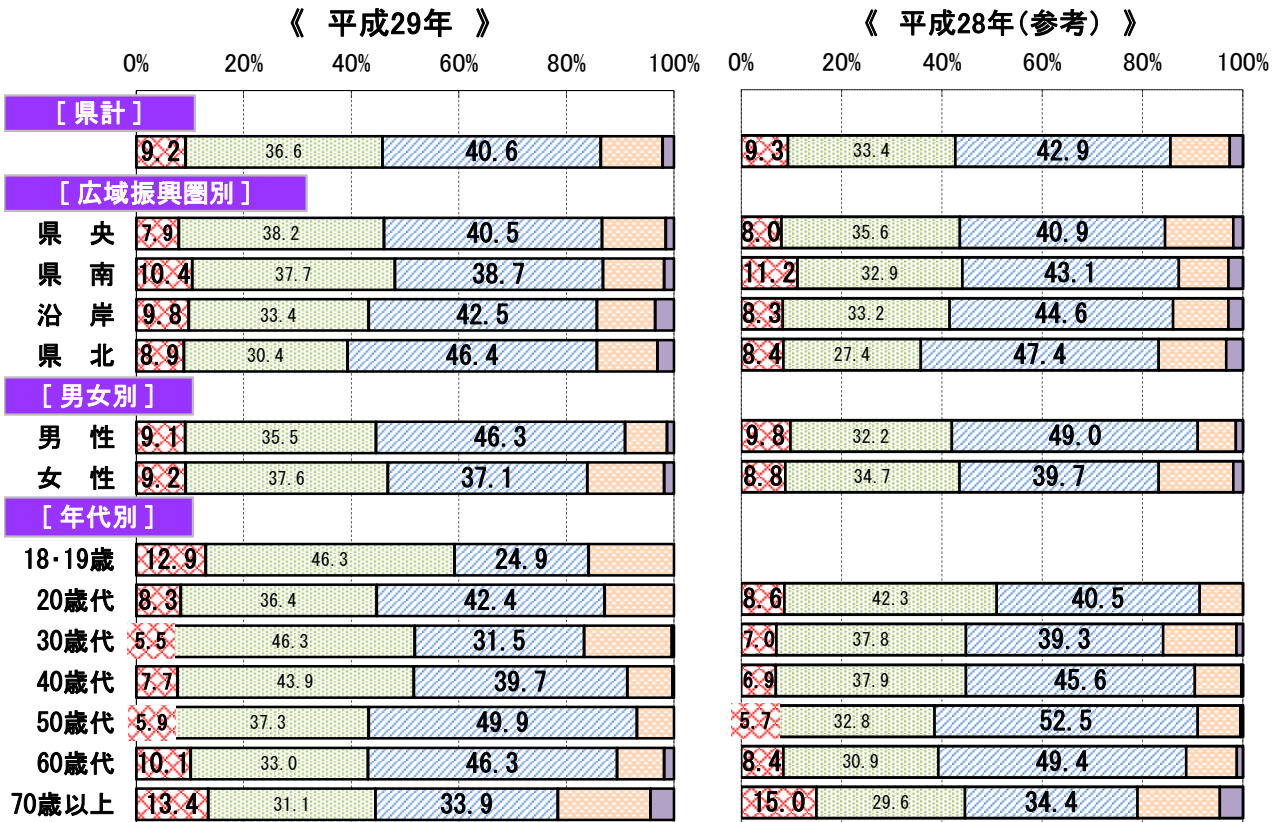 《 平成29年 》 《 平成28年(参考) 》
0% 20% 40% 60% 80% 100% 0% 20% 40% 60% 80% 100%
[ 県計 ]
9.2 36.6 40.6 9.3 33.4 42.9
[ 広域振興圏別 ]
県 央 7.9 38.2 40.5 8.0 35.6 40.9
県 南 10.4 37.7 38.7 11.2 32.9 43.1
沿 岸 9.8 33.4 42.5 8.3 33.2 44.6
県 北 8.9 30.4 46.4 8.4 27.4 47.4
[ 男女別 ]
男 性 9.1 35.5 46.3 9.8 32.2 49.0
女 性 9.2 37.6 37.1 8.8 34.7 39.7
[ 年代別 ]
18・19歳 12.9 46.3 24.9
20歳代 8.3 36.4 42.4 8.6 42.3 40.5
30歳代 5.5 46.3 31.5 7.0 37.8 39.3
40歳代 7.7 43.9 39.7 6.9 37.9 45.6
50歳代 5.9 37.3 49.9 5.7 32.8 52.5
60歳代 10.1 33.0 46.3 8.4 30.9 49.4
70歳以上 13.4 31.1 33.9 15.0 29.6 34.4